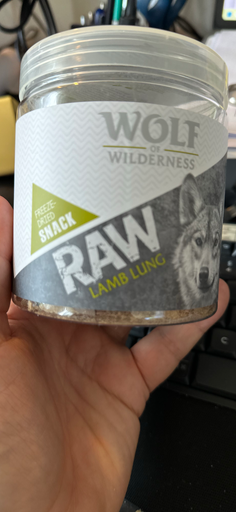 WOLF
OF
WILDERNESS
FREEZE-
DRIED
SNACK
RAW
LAMB LUNG